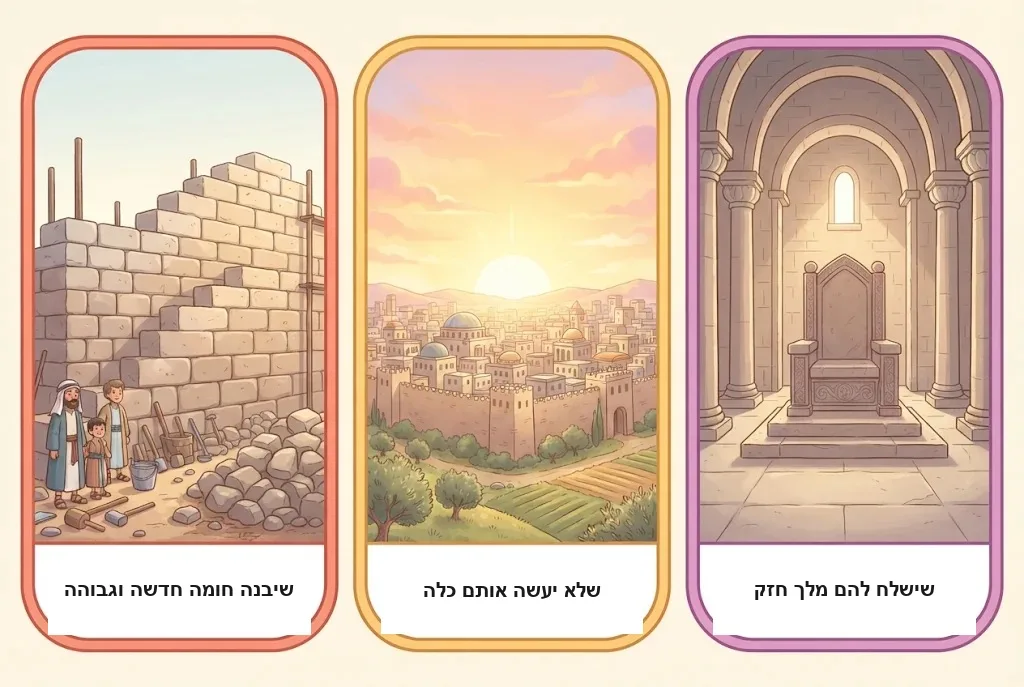 שישלח להם מלך חזק
שלא יעשה אותם כלה
שיבנה חומה חדשה וגבוהה